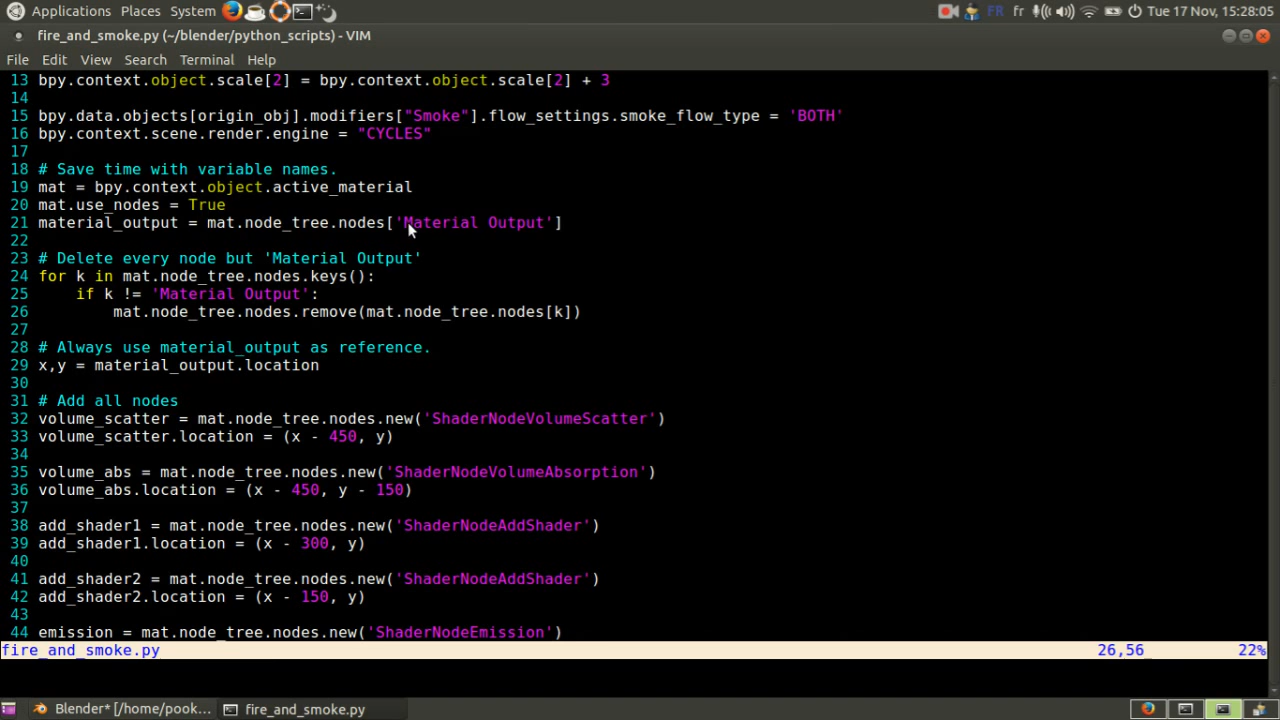 Applications Places System FR fr Tue 17 Nov, 15:28:05
fire_and_smoke.py (~/blender/python_scripts) - VIM
File Edit View Search Terminal Help
13 bpy.context.object.scale[2] = bpy.context.object.scale[2] + 3
14
15 bpy.data.objects[origin_obj].modifiers["Smoke"].flow_settings.smoke_flow_type = 'BOTH'
16 bpy.context.scene.render.engine = "CYCLES"
17
18 # Save time with variable names.
19 mat = bpy.context.object.active_material
20 mat.use_nodes = True
21 material_output = mat.node_tree.nodes['Material Output']
22
23 # Delete every node but 'Material Output'
24 for k in mat.node_tree.nodes.keys():
25     if k != 'Material Output':
26         mat.node_tree.nodes.remove(mat.node_tree.nodes[k])
27
28 # Always use material_output as reference.
29 x,y = material_output.location
30
31 # Add all nodes
32 volume_scatter = mat.node_tree.nodes.new('ShaderNodeVolumeScatter')
33 volume_scatter.location = (x - 450, y)
34
35 volume_abs = mat.node_tree.nodes.new('ShaderNodeVolumeAbsorption')
36 volume_abs.location = (x - 450, y - 150)
37
38 add_shader1 = mat.node_tree.nodes.new('ShaderNodeAddShader')
39 add_shader1.location = (x - 300, y)
40
41 add_shader2 = mat.node_tree.nodes.new('ShaderNodeAddShader')
42 add_shader2.location = (x - 150, y)
43
44 emission = mat.node_tree.nodes.new('ShaderNodeEmission')
fire_and_smoke.py 26,56 22%
Blender* [/home/pook... fire_and_smoke.py